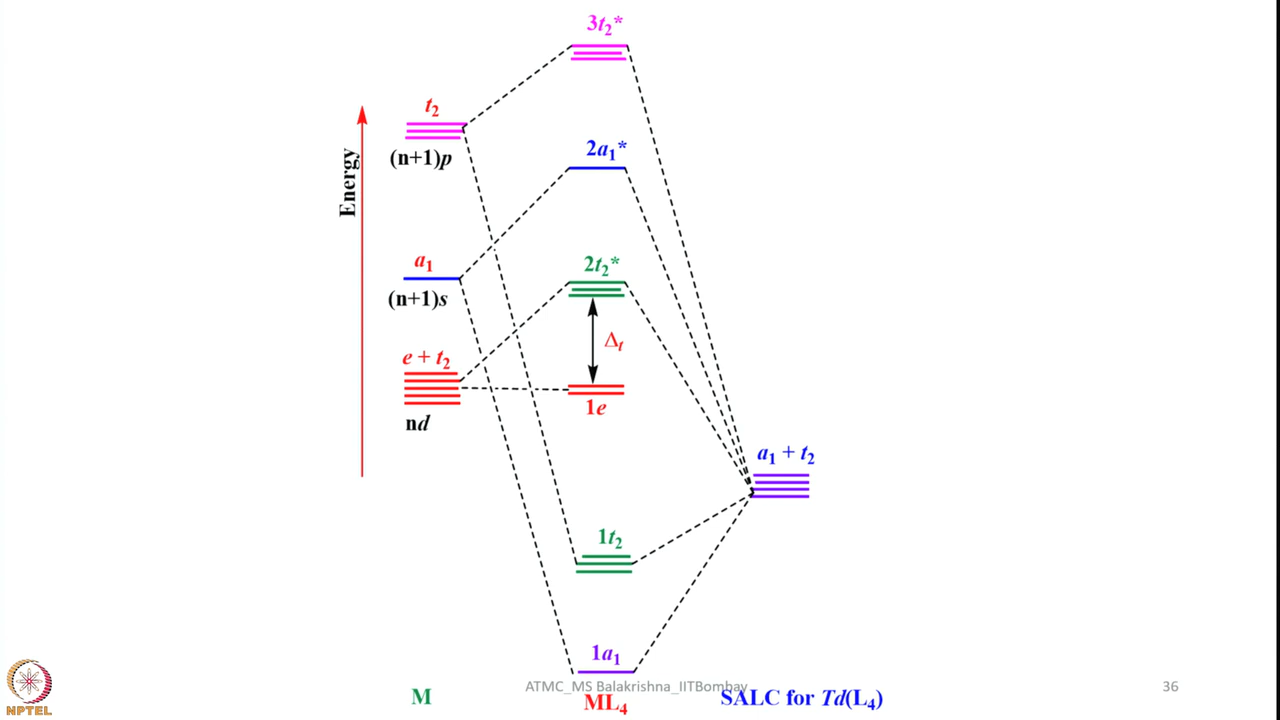 3t₂*
t₂
(n+1)p
2a₁*
Energy
a₁
(n+1)s
2t₂*
Δₜ
e + t₂
nd
1e
a₁ + t₂
1t₂
1a₁
M
ML₄
ATMC_MS Balakrishna_IITBombay
SALC for Td(L₄)
36
NPTEL